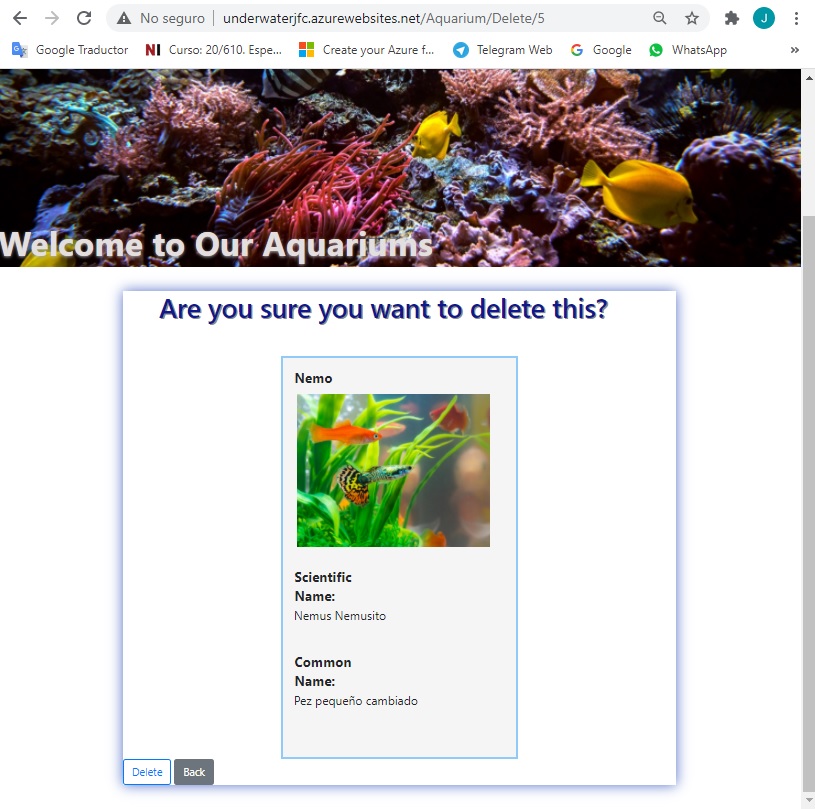 No seguro
underwaterjfc.azurewebsites.net/Aquarium/Delete/5
J
Google Traductor
NI Curso: 20/610. Espe...
Create your Azure f...
Telegram Web
Google
WhatsApp
»
Welcome to Our Aquariums
Are you sure you want to delete this?
Nemo
Scientific
Name:
Nemus Nemusito
Common
Name:
Pez pequeño cambiado
Delete
Back